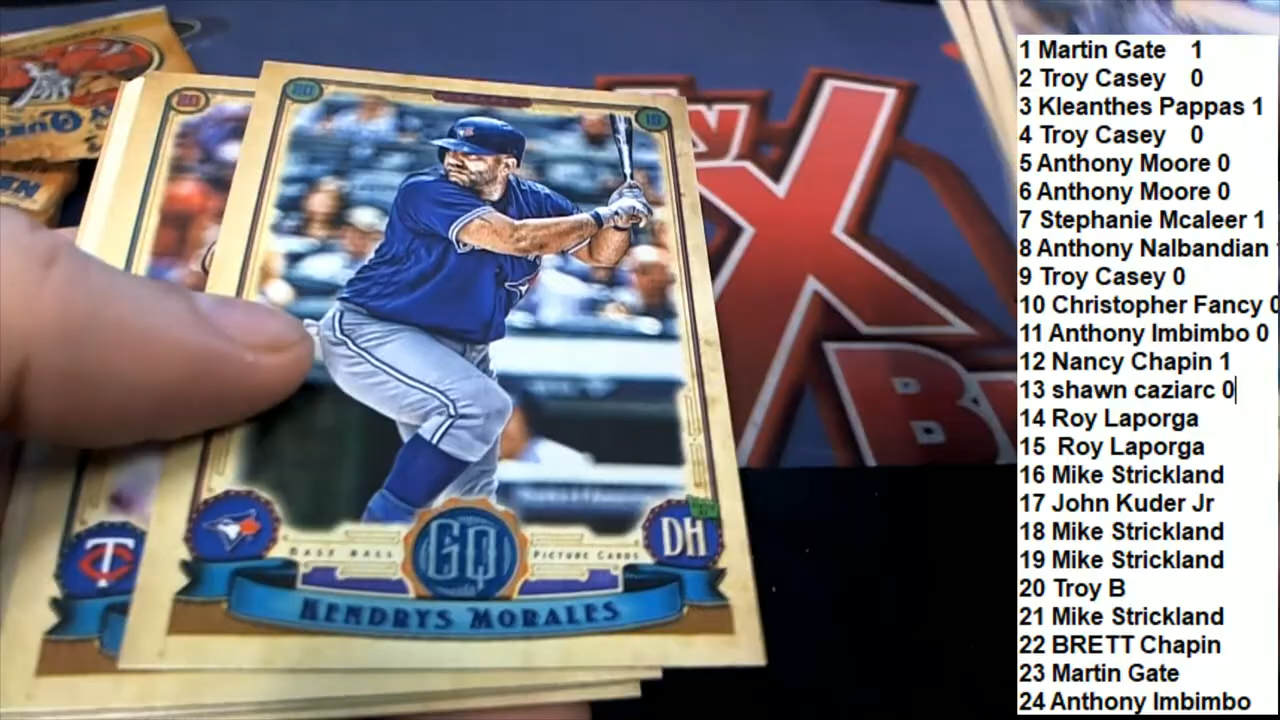 20
20
19
GQ
BASE BALL
PICTURE CARDS
DH
KENDRYS MORALES
X
B
1 Martin Gate 1
2 Troy Casey 0
3 Kleanthes Pappas 1
4 Troy Casey 0
5 Anthony Moore 0
6 Anthony Moore 0
7 Stephanie Mcaleer 1
8 Anthony Nalbandian
9 Troy Casey 0
10 Christopher Fancy 0
11 Anthony Imbimbo 0
12 Nancy Chapin 1
13 shawn caziarc 0
14 Roy Laporga
15 Roy Laporga
16 Mike Strickland
17 John Kuder Jr
18 Mike Strickland
19 Mike Strickland
20 Troy B
21 Mike Strickland
22 BRETT Chapin
23 Martin Gate
24 Anthony Imbimbo